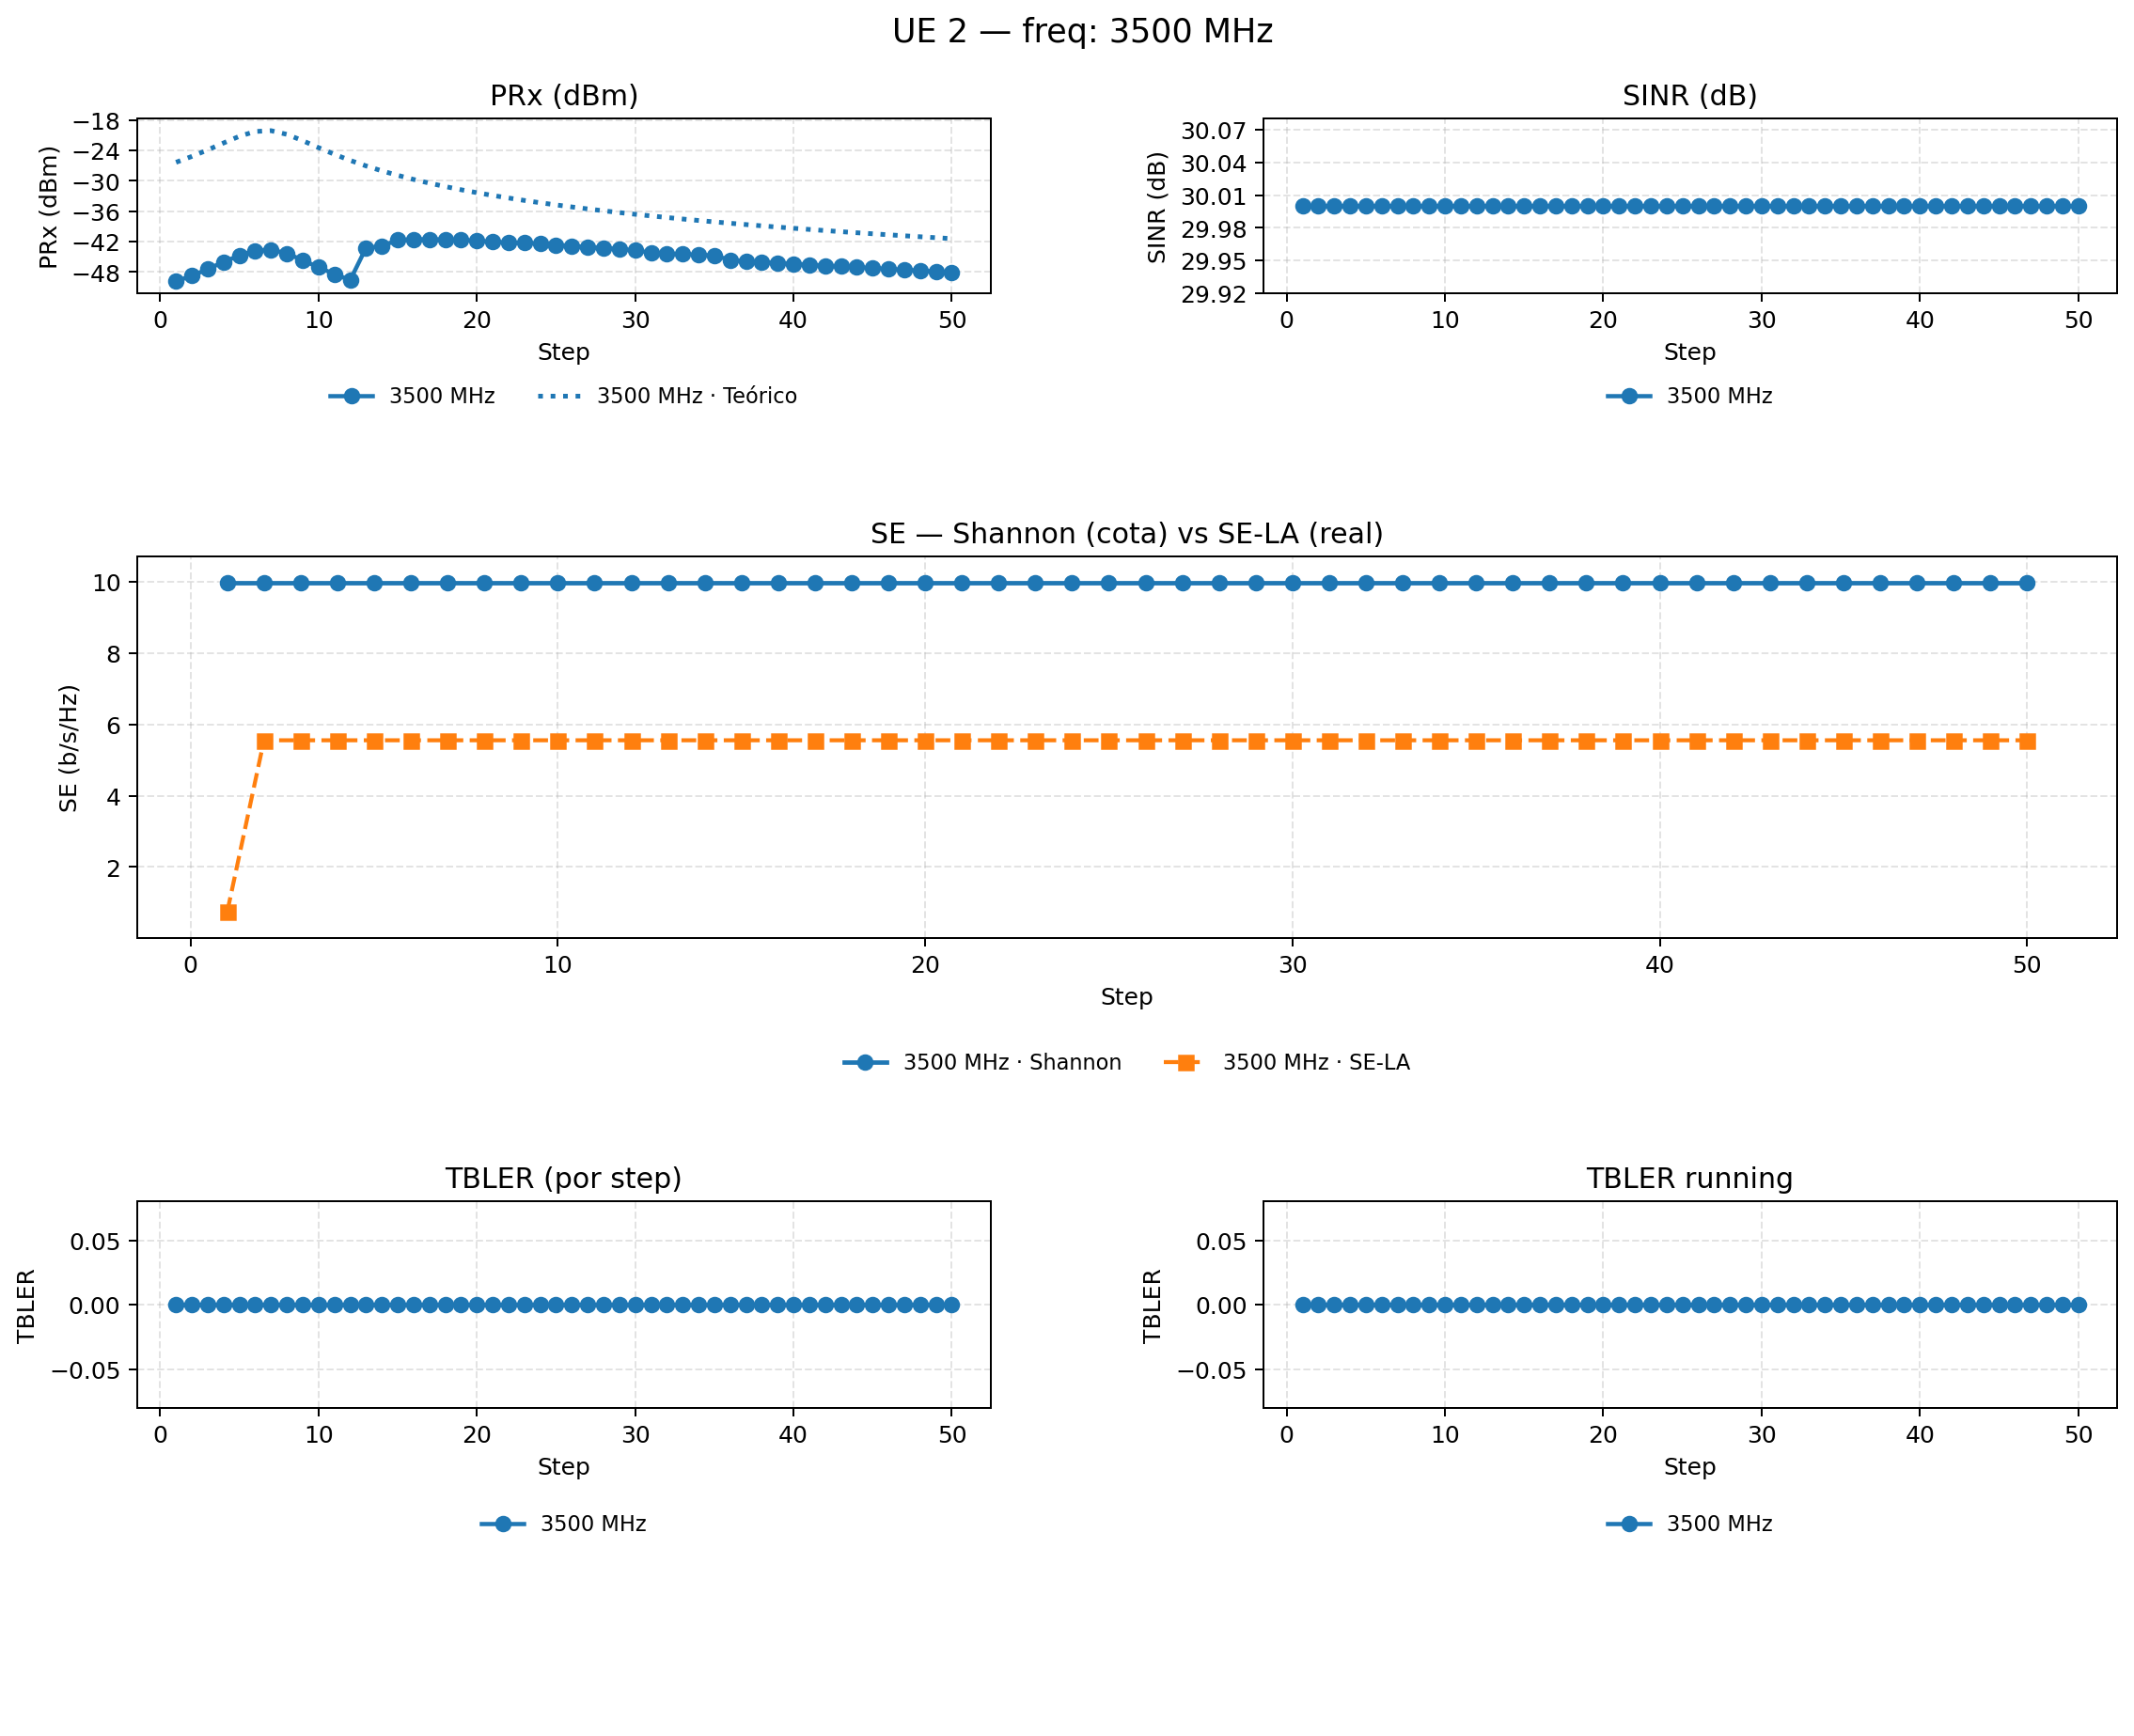 UE 2 — freq: 3500 MHz
PRx (dBm)
PRx (dBm)
−18
−24
−30
−36
−42
−48
0 10 20 30 40 50
Step
3500 MHz 3500 MHz · Teórico
SINR (dB)
SINR (dB)
30.07
30.04
30.01
29.98
29.95
29.92
0 10 20 30 40 50
Step
3500 MHz
SE — Shannon (cota) vs SE-LA (real)
SE (b/s/Hz)
10
8
6
4
2
0 10 20 30 40 50
Step
3500 MHz · Shannon 3500 MHz · SE-LA
TBLER (por step)
TBLER
0.05
0.00
−0.05
0 10 20 30 40 50
Step
3500 MHz
TBLER running
TBLER
0.05
0.00
−0.05
0 10 20 30 40 50
Step
3500 MHz